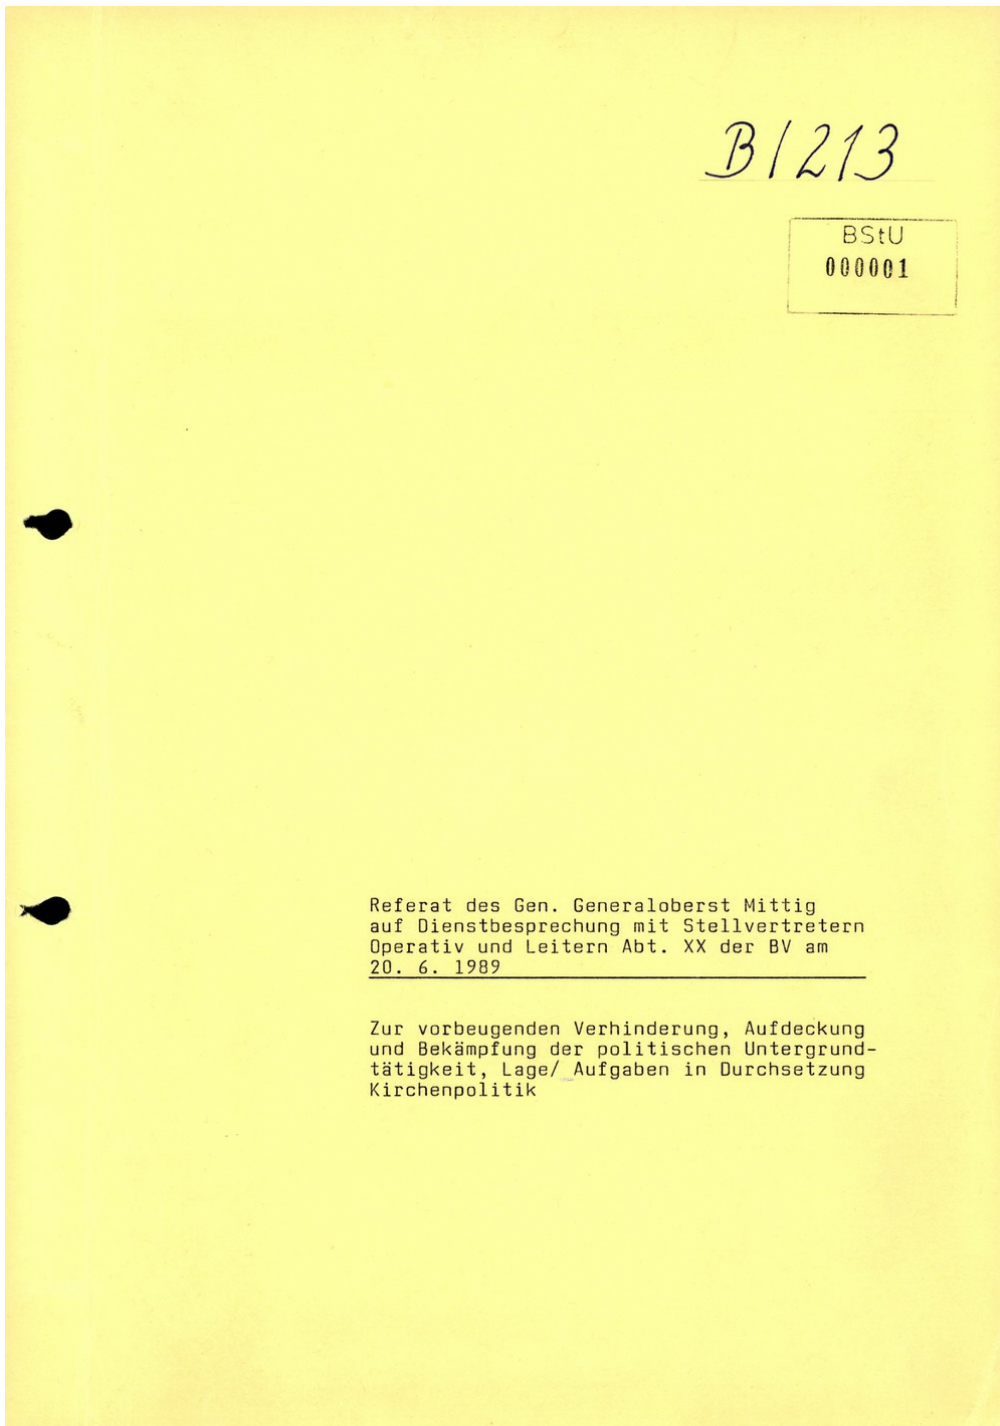 B/213
BStU
000001
Referat des Gen. Generaloberst Mittig
auf Dienstbesprechung mit Stellvertretern
Operativ und Leitern Abt. XX der BV am
20. 6. 1989
Zur vorbeugenden Verhinderung, Aufdeckung
und Bekämpfung der politischen Untergrund-
tätigkeit, Lage/ Aufgaben in Durchsetzung
Kirchenpolitik